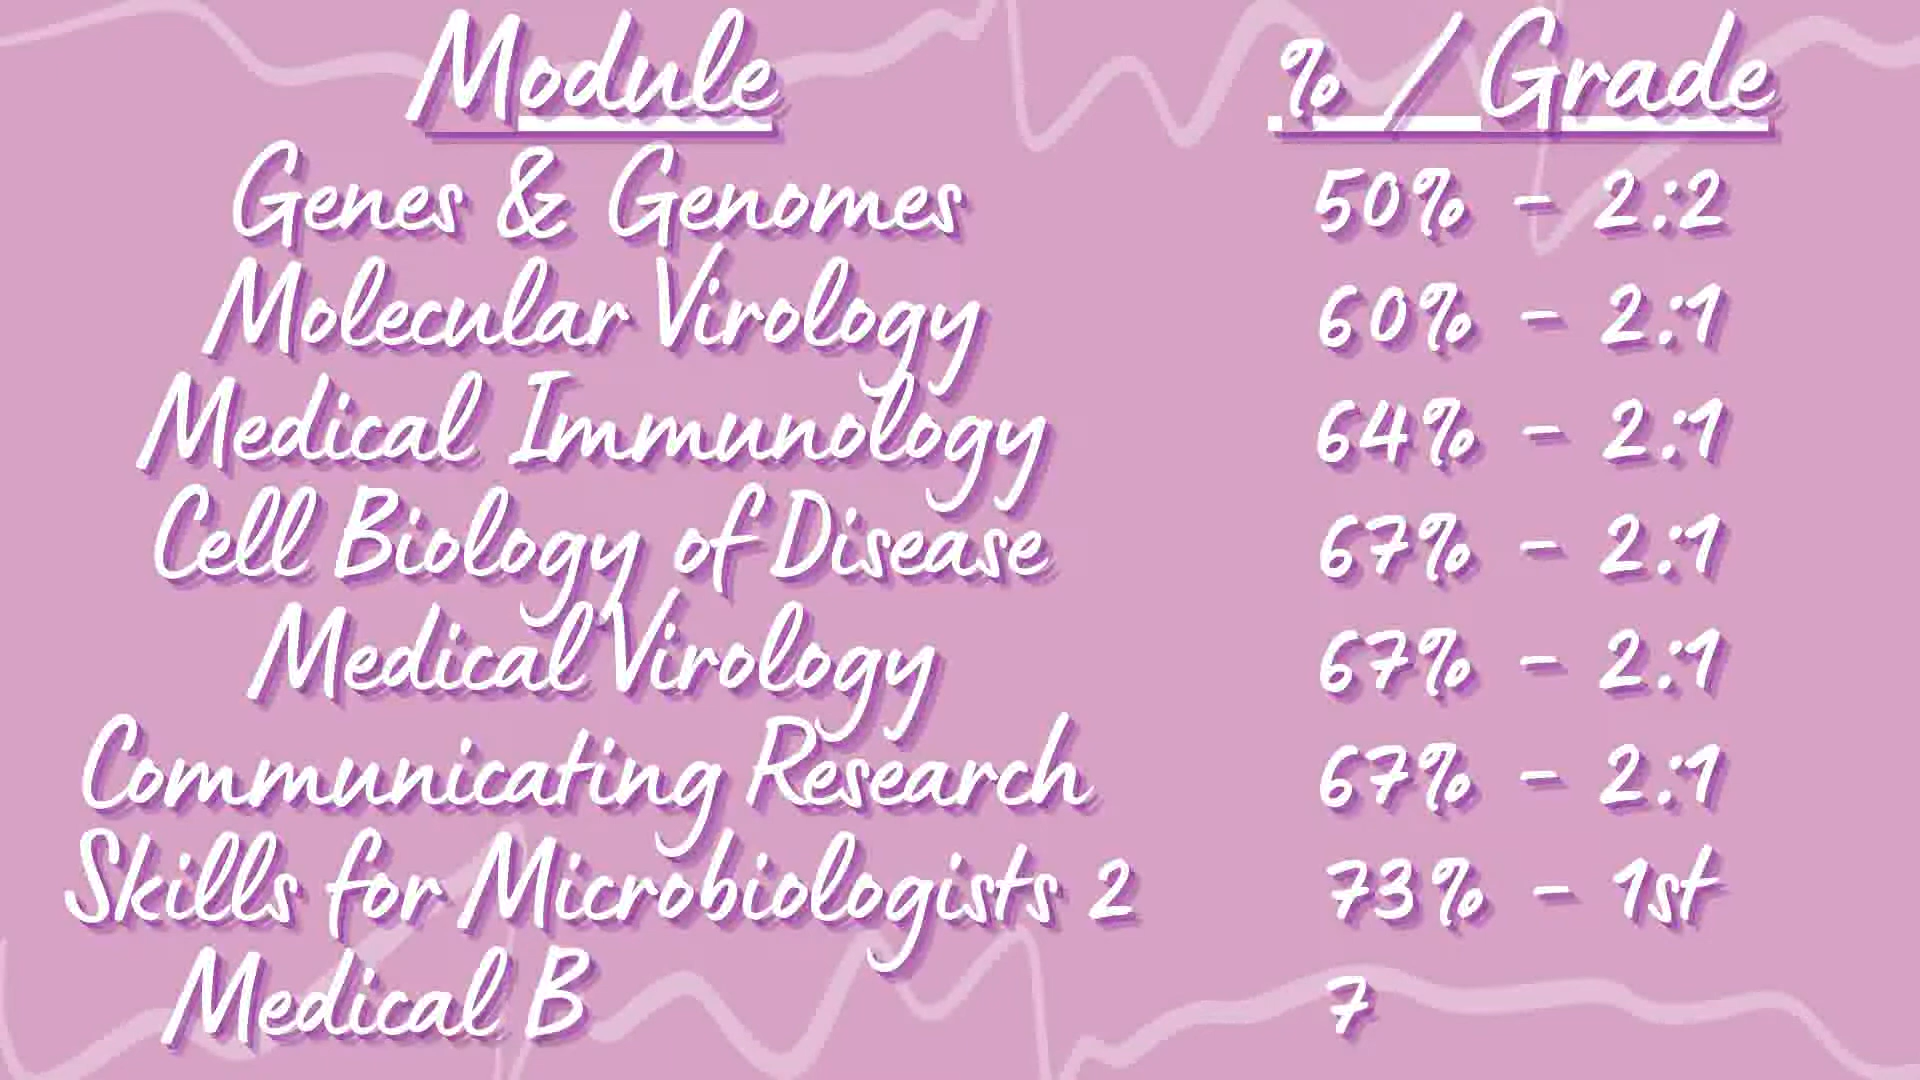 Module % / Grade
Genes & Genomes 50% - 2:2
Molecular Virology 60% - 2:1
Medical Immunology 64% - 2:1
Cell Biology of Disease 67% - 2:1
Medical Virology 67% - 2:1
Communicating Research 67% - 2:1
Skills for Microbiologists 2 73% - 1st
Medical B 7